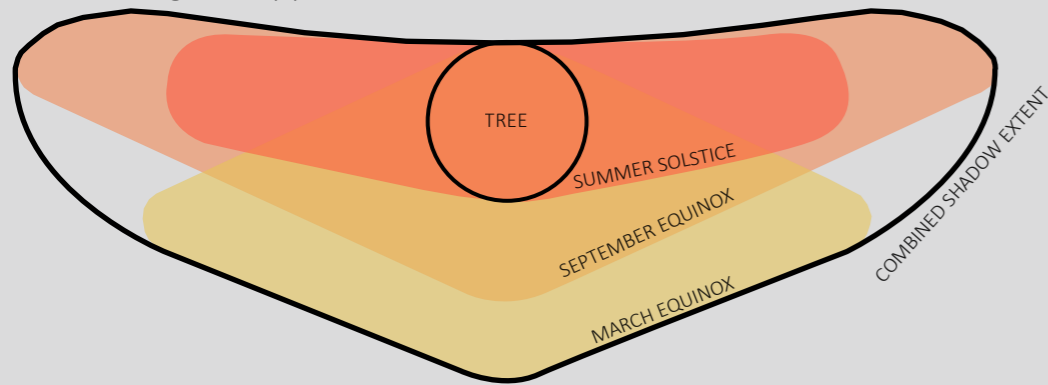 TREE
SUMMER SOLSTICE
SEPTEMBER EQUINOX
MARCH EQUINOX
COMBINED SHADOW EXTENT